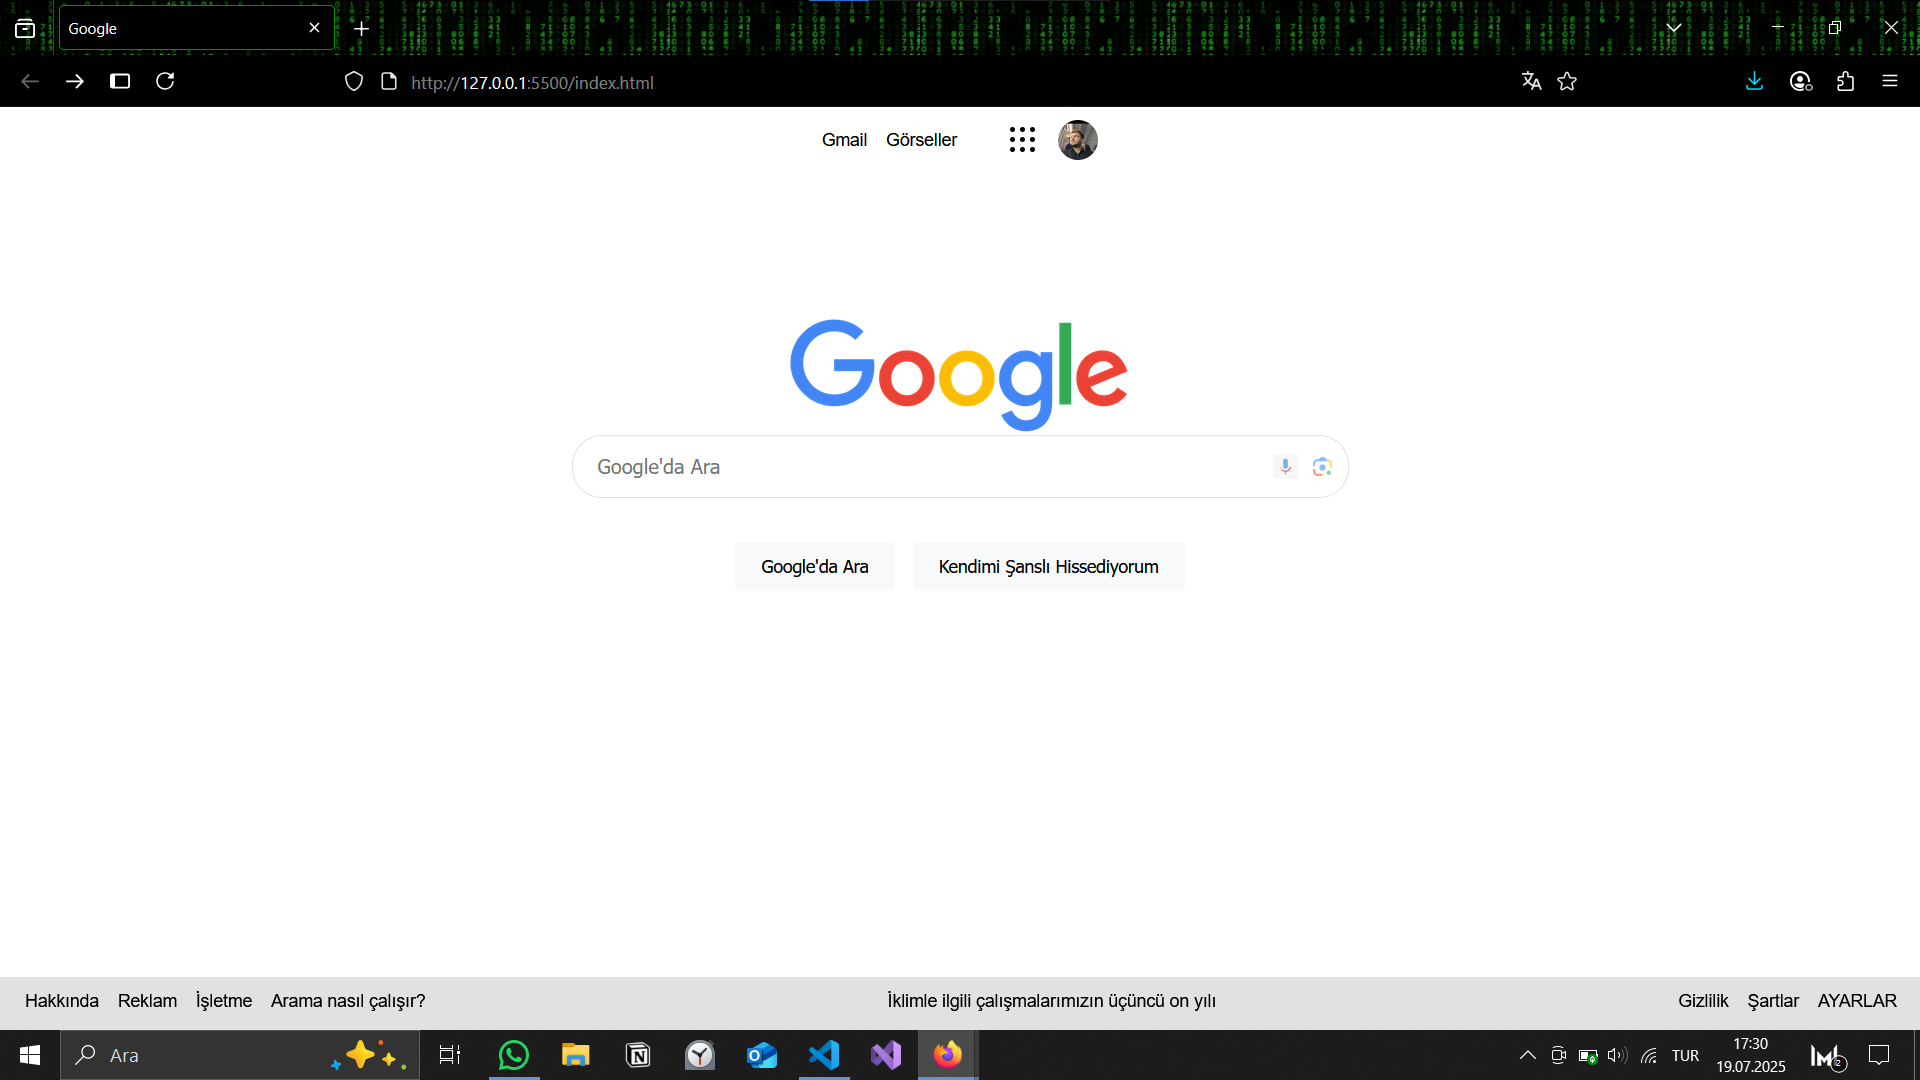 Google
http://127.0.0.1:5500/index.html
Gmail Görseller
Google
Google'da Ara
Google'da Ara Kendimi Şanslı Hissediyorum
Hakkında Reklam İşletme Arama nasıl çalışır? İklimle ilgili çalışmalarımızın üçüncü on yılı Gizlilik Şartlar AYARLAR
Ara
TUR
17:30
19.07.2025
2